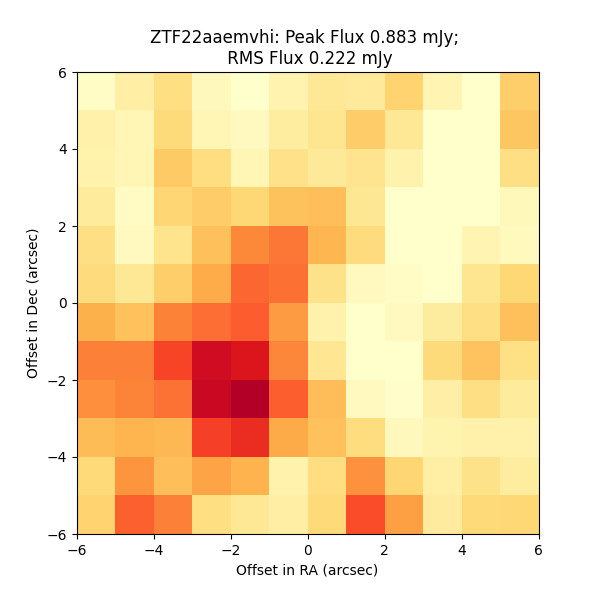 ZTF22aaemvhi: Peak Flux 0.883 mJy;
RMS Flux 0.222 mJy
6
4
2
0
−2
−4
−6
Offset in Dec (arcsec)
−6 −4 −2 0 2 4 6
Offset in RA (arcsec)